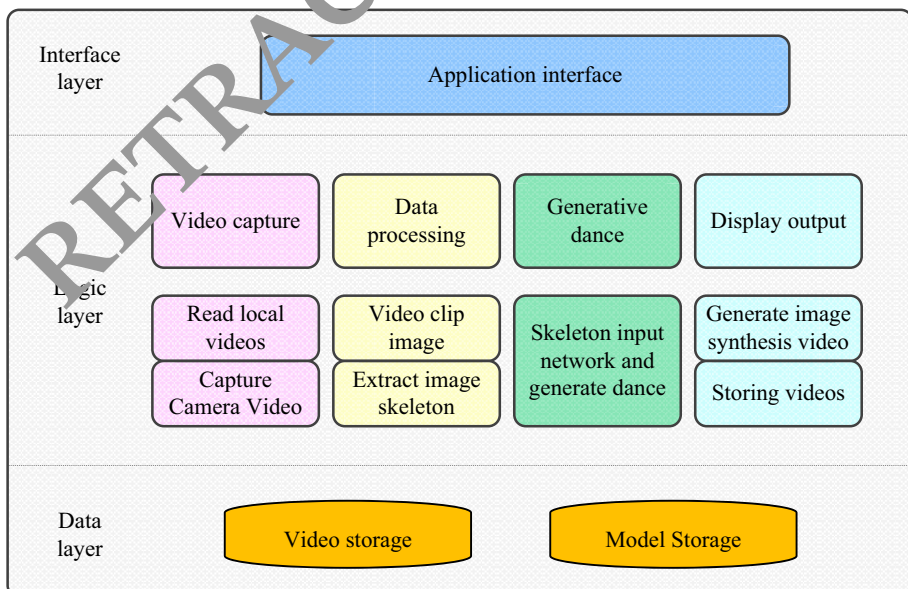 Interface
layer
Application interface
RETRAC
Video capture
Data
processing
Generative
dance
Display output
Logic
layer
Read local
videos
Capture
Camera Video
Video clip
image
Extract image
skeleton
Skeleton input
network and
generate dance
Generate image
synthesis video
Storing videos
Data
layer
Video storage
Model Storage